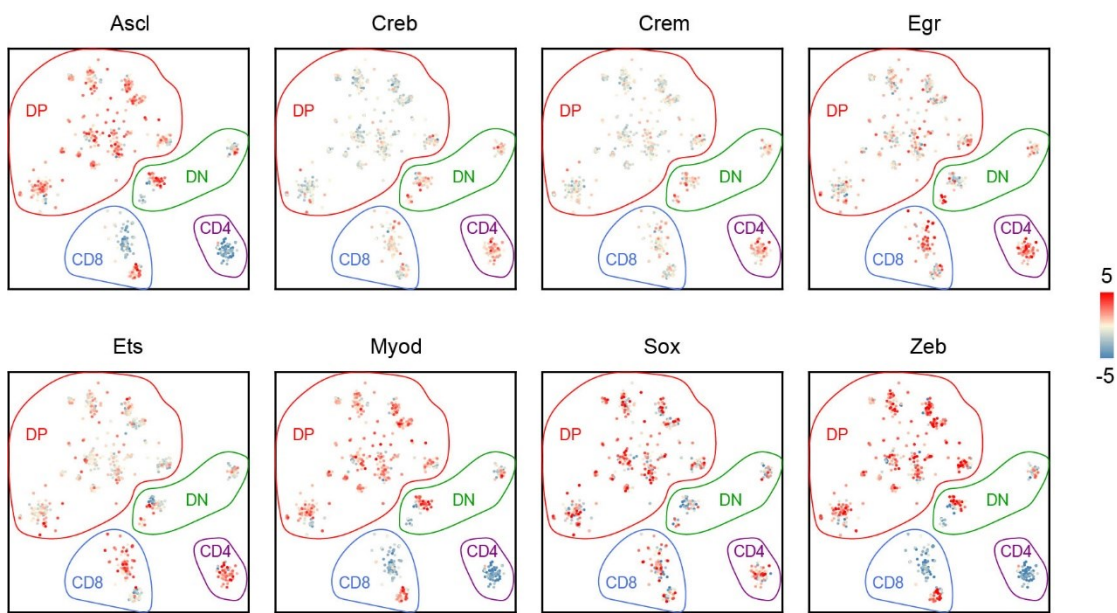 Ascl Creb Crem Egr
DP DP DP DP
DN DN DN DN
CD4 CD4 CD4 CD4
CD8 CD8 CD8 CD8
5
-5
Ets Myod Sox Zeb
DP DP DP DP
DN DN DN DN
CD4 CD4 CD4 CD4
CD8 CD8 CD8 CD8